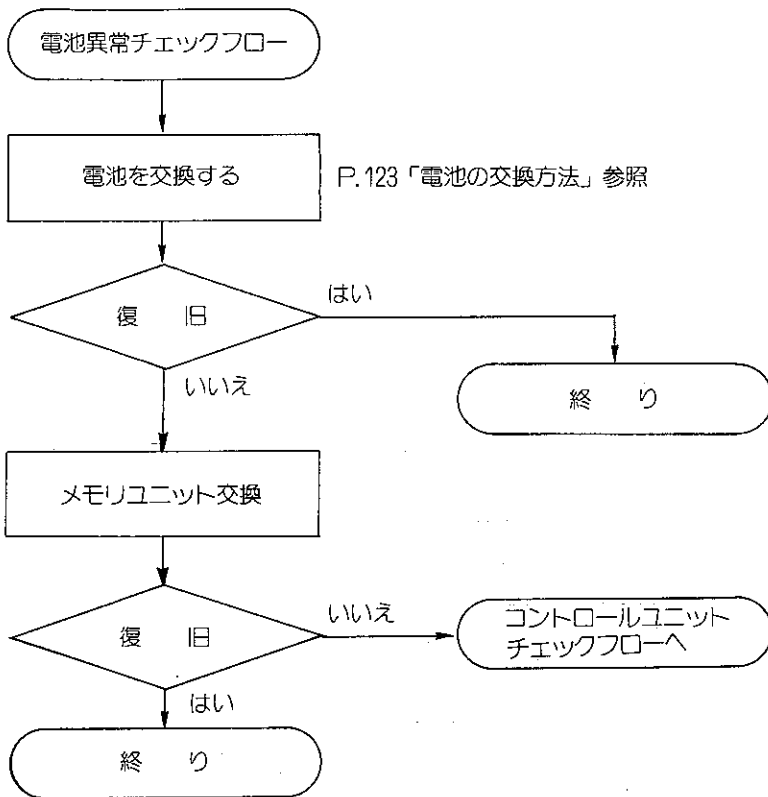 電池異常チェックフロー
電池を交換する
P.123「電池の交換方法」参照
復 旧
はい
いいえ
終 り
メモリユニット交換
復 旧
いいえ
コントロールユニット
チェックフローへ
はい
終 り